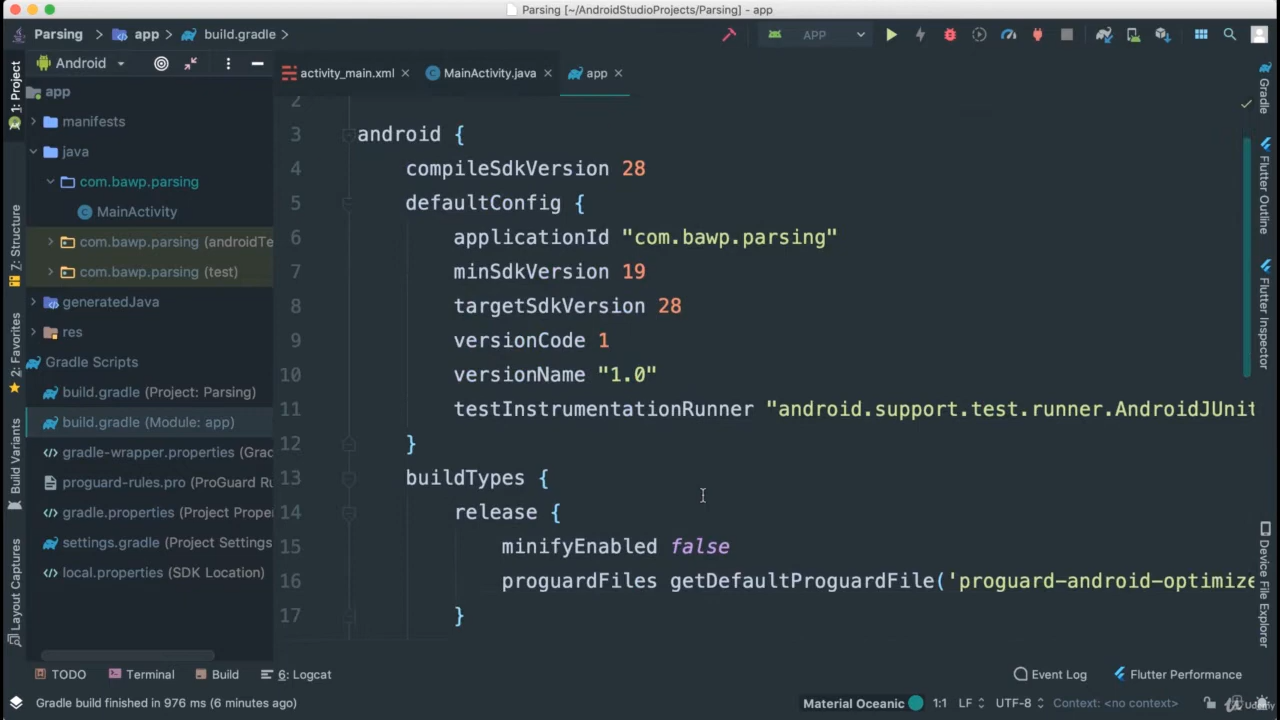 Parsing [~/AndroidStudioProjects/Parsing] - app
Parsing
app
build.gradle
APP
Android
activity_main.xml
MainActivity.java
app
1: Project
Z: Structure
2: Favorites
Build Variants
Layout Captures
app
manifests
java
com.bawp.parsing
MainActivity
com.bawp.parsing (androidTe
com.bawp.parsing (test)
generatedJava
res
Gradle Scripts
build.gradle (Project: Parsing)
build.gradle (Module: app)
gradle-wrapper.properties (Grad
proguard-rules.pro (ProGuard Ru
gradle.properties (Project Proper
settings.gradle (Project Settings
local.properties (SDK Location)
2
3 android {
4 compileSdkVersion 28
5 defaultConfig {
6 applicationId "com.bawp.parsing"
7 minSdkVersion 19
8 targetSdkVersion 28
9 versionCode 1
10 versionName "1.0"
11 testInstrumentationRunner "android.support.test.runner.AndroidJUnit
12 }
13 buildTypes {
14 release {
15 minifyEnabled false
16 proguardFiles getDefaultProguardFile('proguard-android-optimize
17 }
Gradle
Flutter Outline
Flutter Inspector
Device File Explorer
TODO
Terminal
Build
6: Logcat
Event Log
Flutter Performance
Gradle build finished in 976 ms (6 minutes ago)
Material Oceanic
1:1
LF
UTF-8
Context: <no context>